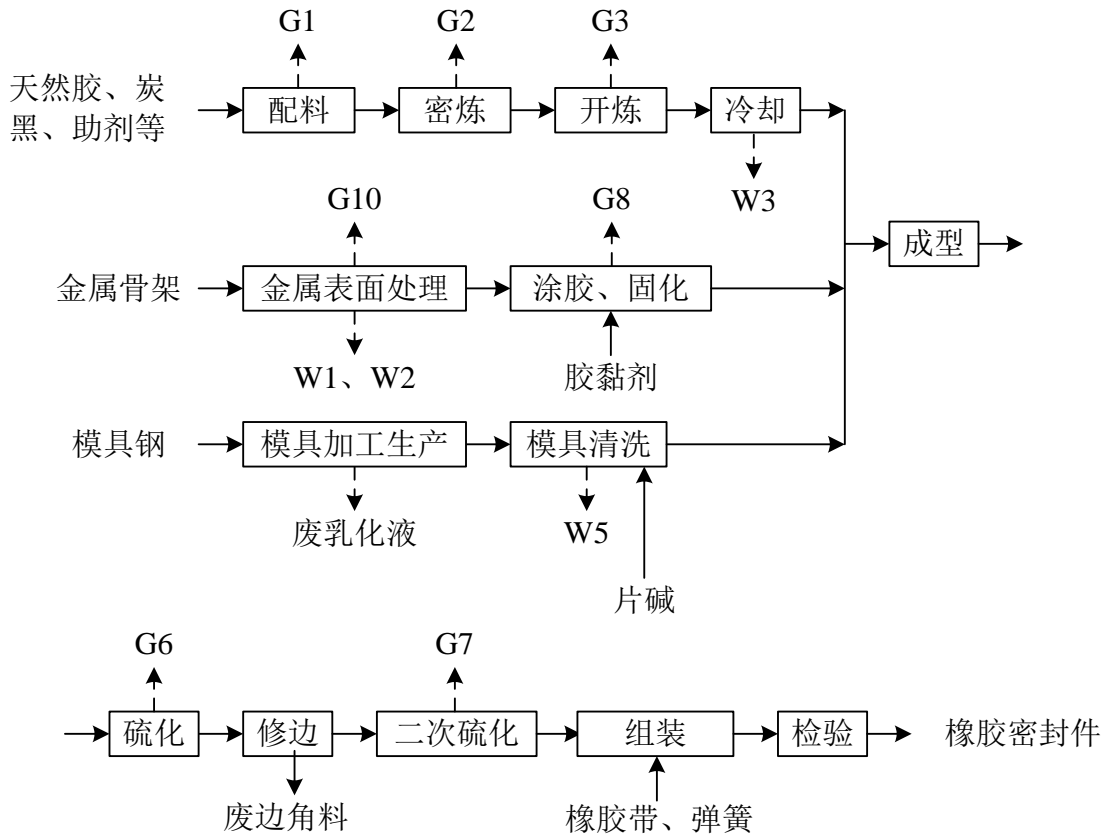 G1
G2
G3
天然胶、炭
黑、助剂等
配料
密炼
开炼
冷却
W3
G10
G8
成型
金属骨架
金属表面处理
涂胶、固化
W1、W2
胶黏剂
模具钢
模具加工生产
模具清洗
废乳化液
W5
片碱
G6
G7
硫化
修边
二次硫化
组装
检验
橡胶密封件
废边角料
橡胶带、弹簧